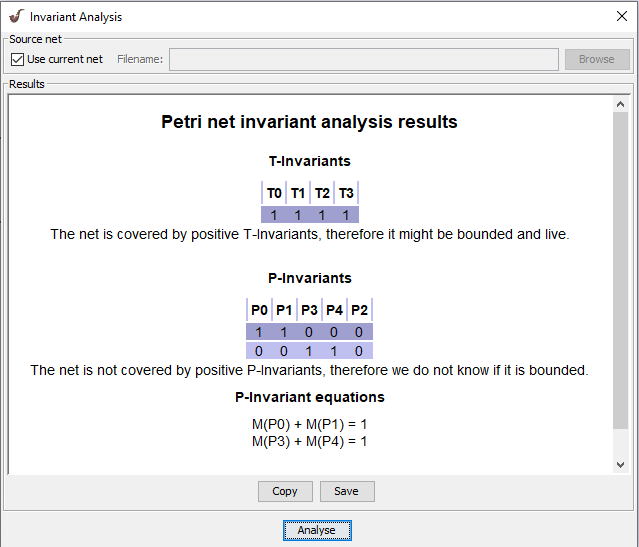 Invariant Analysis
Source net
Use current net Filename: Browse
Results
Petri net invariant analysis results
T-Invariants
T0 T1 T2 T3
1 1 1 1
The net is covered by positive T-Invariants, therefore it might be bounded and live.
P-Invariants
P0 P1 P3 P4 P2
1 1 0 0 0
0 0 1 1 0
The net is not covered by positive P-Invariants, therefore we do not know if it is bounded.
P-Invariant equations
M(P0) + M(P1) = 1
M(P3) + M(P4) = 1
Copy Save
Analyse